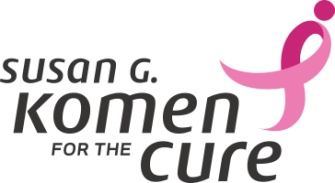 susan G.
komen
FOR THE
cure